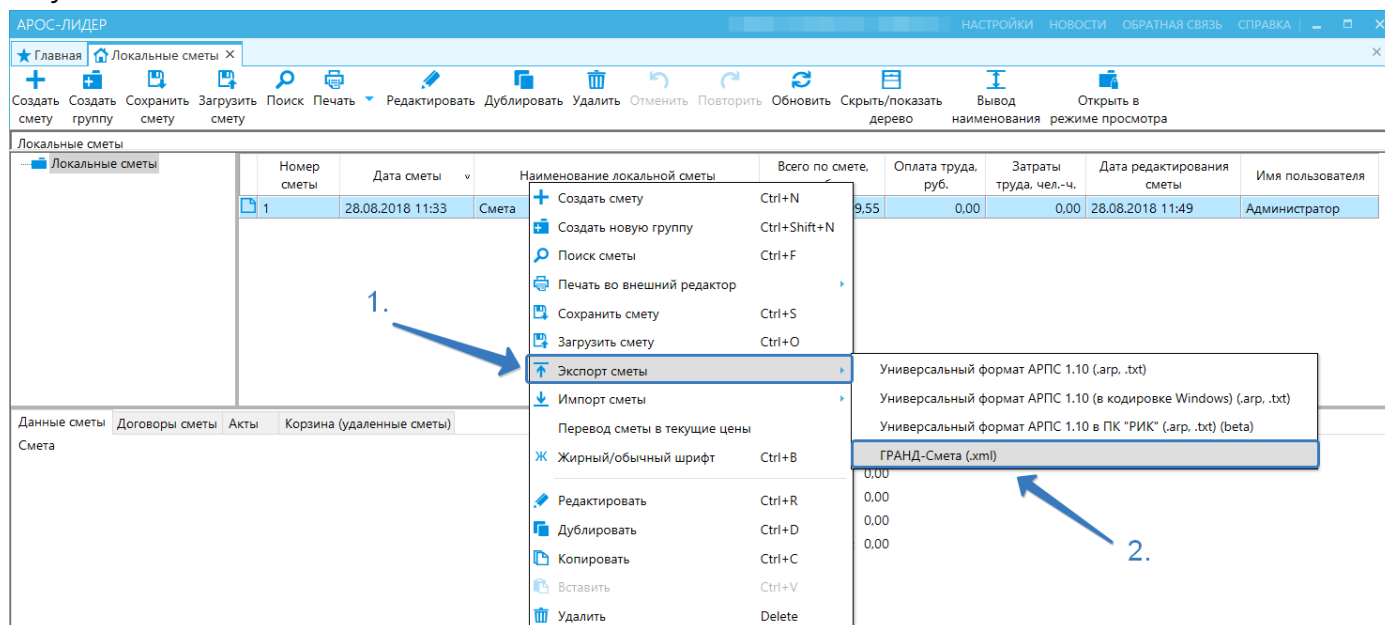 АРОС-ЛИДЕР
НАСТРОЙКИ НОВОСТИ ОБРАТНАЯ СВЯЗЬ СПРАВКА
Главная Локальные сметы
Создать смету
Создать группу
Сохранить смету
Загрузить смету
Поиск
Печать
Редактировать
Дублировать
Удалить
Отменить
Повторить
Обновить
Скрыть/показать дерево
Вывод наименования
Открыть в режиме просмотра
Локальные сметы
Локальные сметы
Номер сметы
Дата сметы
Наименование локальной сметы
Всего по смете,
Оплата труда, руб.
Затраты труда, чел.-ч.
Дата редактирования сметы
Имя пользователя
1 28.08.2018 11:33 Смета 9,55 0,00 0,00 28.08.2018 11:49 Администратор
Создать смету Ctrl+N
Создать новую группу Ctrl+Shift+N
Поиск сметы Ctrl+F
Печать во внешний редактор
1.
Сохранить смету Ctrl+S
Загрузить смету Ctrl+O
Экспорт сметы
Импорт сметы
Перевод сметы в текущие цены
Жирный/обычный шрифт Ctrl+B
Редактировать Ctrl+R
Дублировать Ctrl+D
Копировать Ctrl+C
Вставить Ctrl+V
Удалить Delete
Универсальный формат АРПС 1.10 (.arp, .txt)
Универсальный формат АРПС 1.10 (в кодировке Windows) (.arp, .txt)
Универсальный формат АРПС 1.10 в ПК "РИК" (.arp, .txt) (beta)
ГРАНД-Смета (.xml)
2.
Данные сметы Договоры сметы Акты Корзина (удаленные сметы)
Смета
0,00
0,00
0,00
0,00